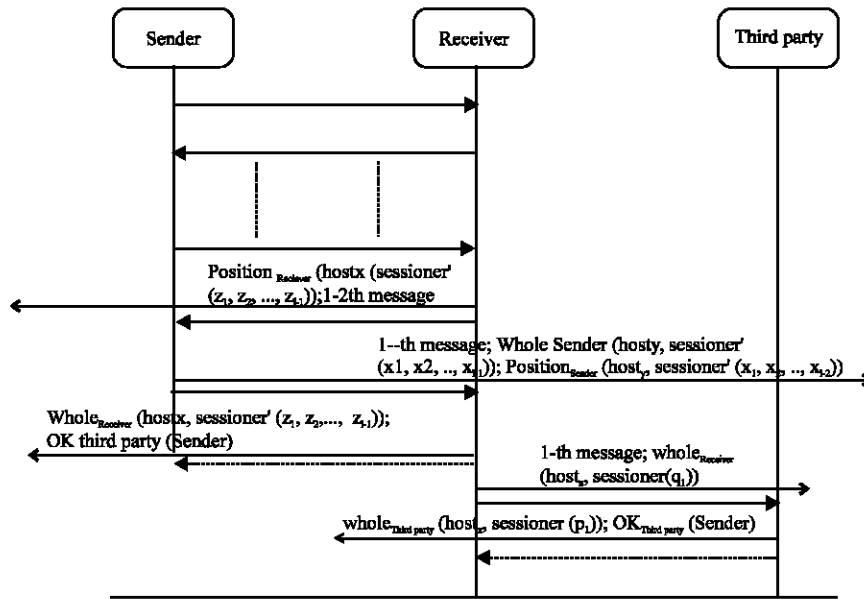 Sender
Receiver
Third party
Position Reciever (hostx (sessioner'
(z1, z2, ..., zl-1));1-2th message
1--th message; Whole Sender (hosty, sessioner'
(x1, x2, .., xl-1)); PositionSender (hosty, sessioner' (x1, x2, .., xl-2))
WholeReceiver (hostx, sessioner' (z1, z2,..., zl-1));
OK third party (Sender)
1-th message; wholeReceiver
(hostx, sessioner(q1))
wholeThird party (hostx, sessioner (p1)); OKThird party (Sender)